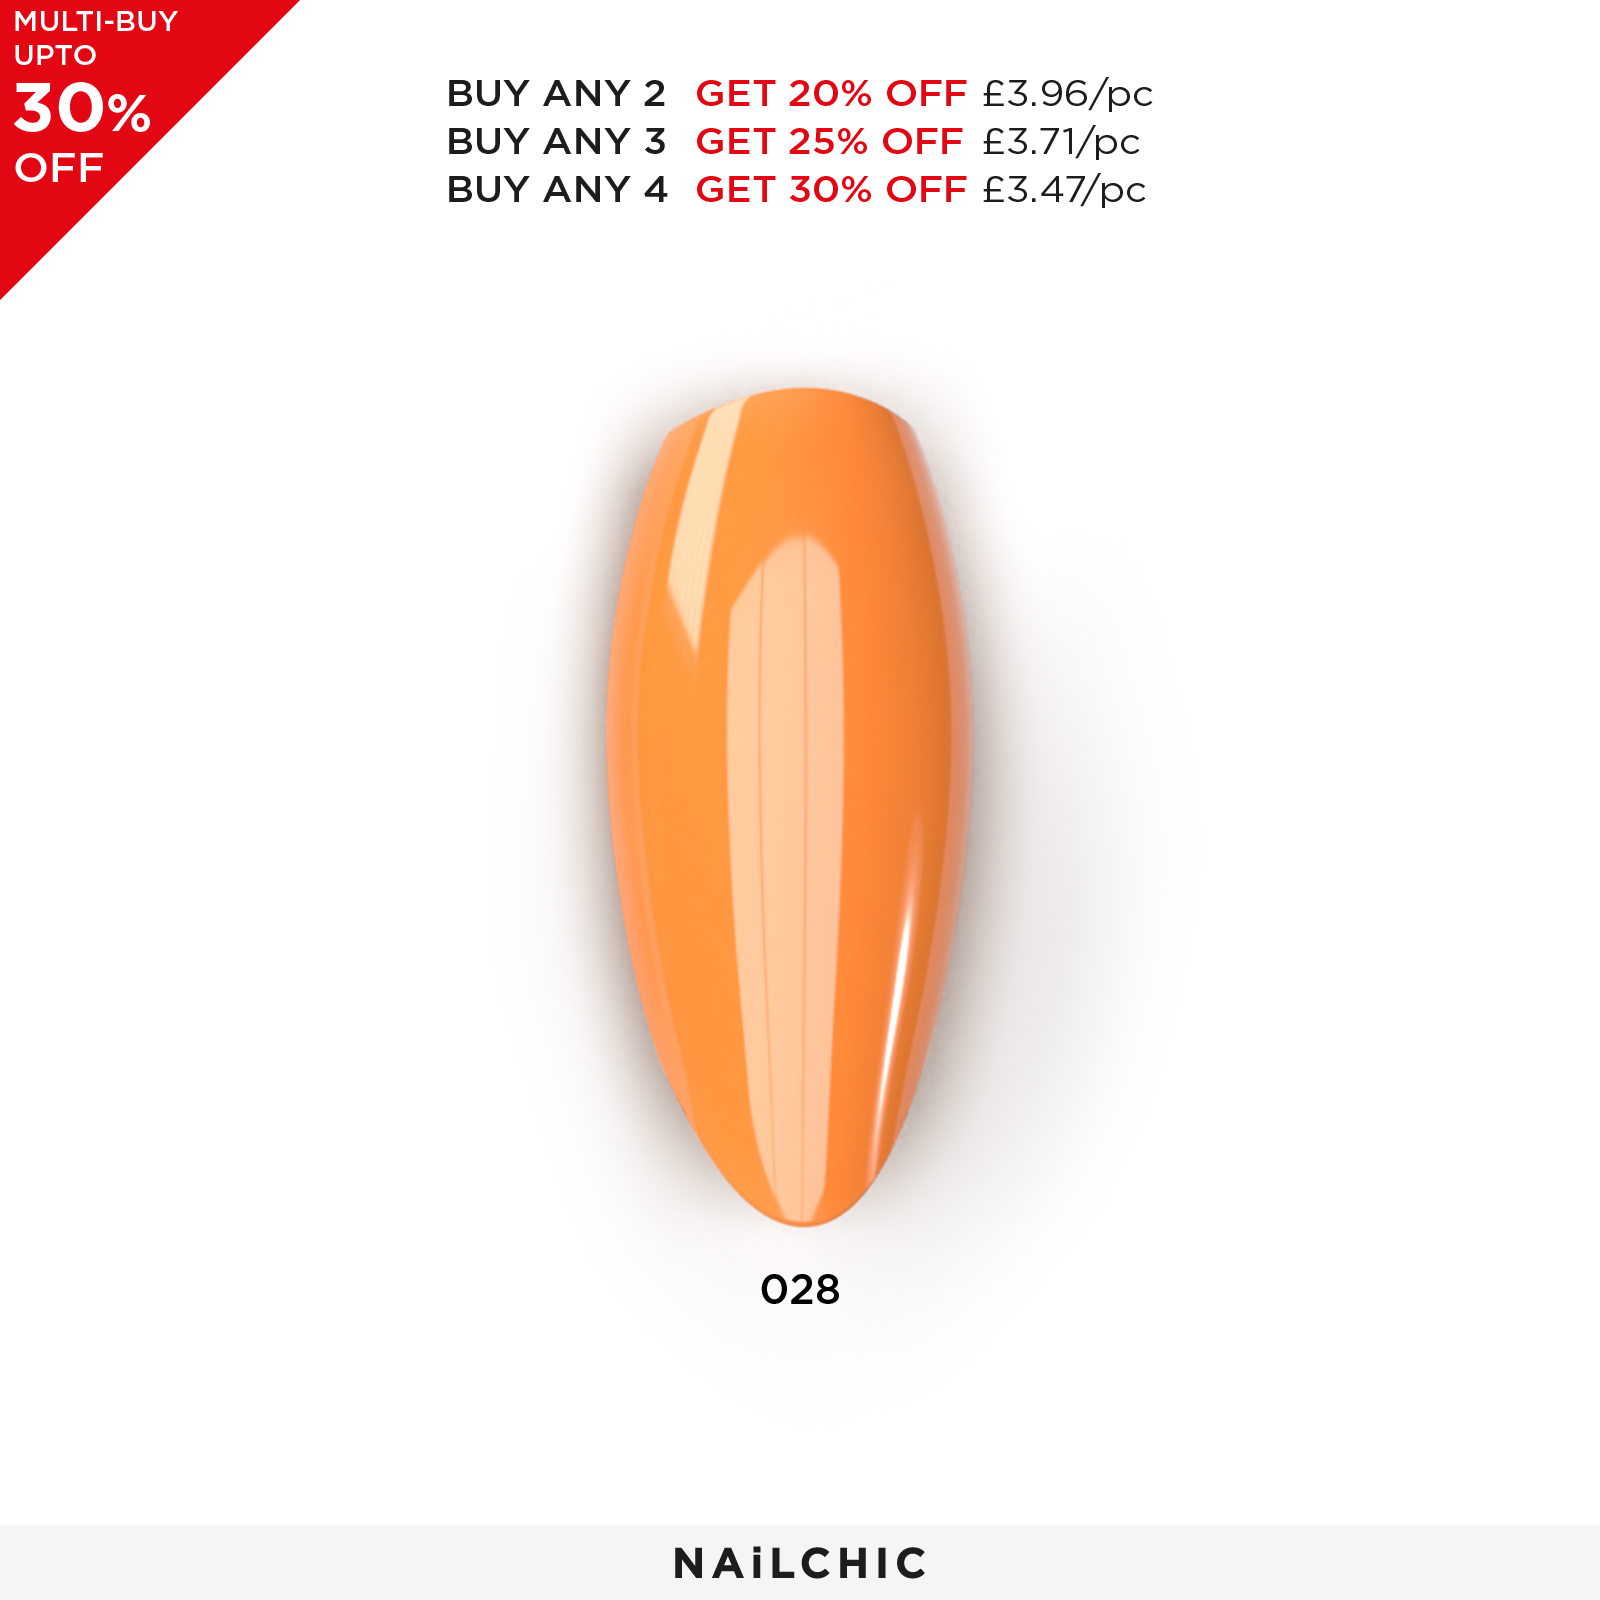 MULTI-BUY
UPTO
30%
OFF
BUY ANY 2 GET 20% OFF £3.96/pc
BUY ANY 3 GET 25% OFF £3.71/pc
BUY ANY 4 GET 30% OFF £3.47/pc
028
NAiLCHIC